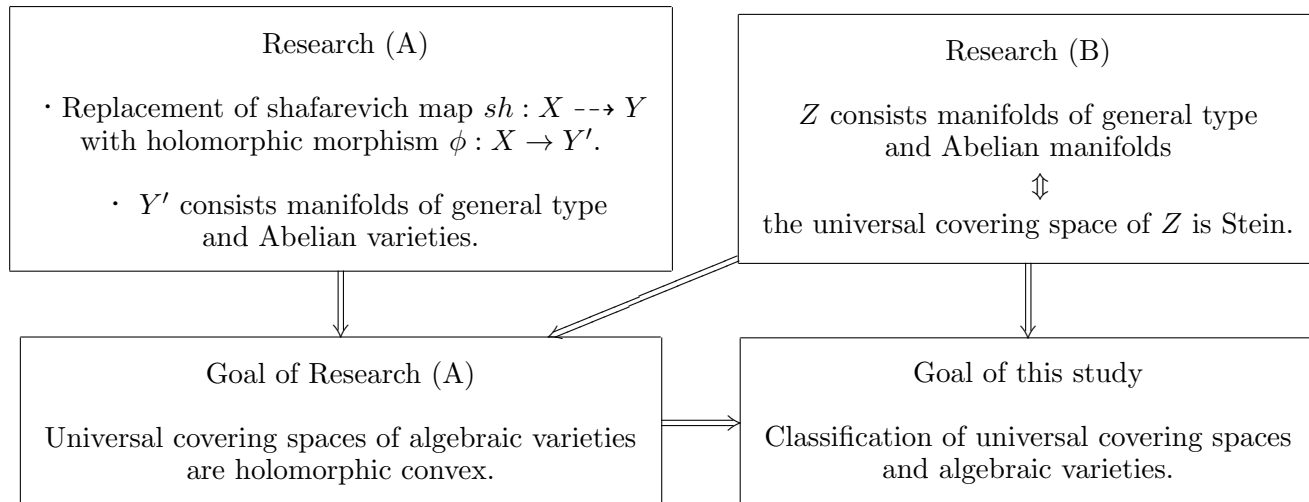 Research (A)
・Replacement of shafarevich map $sh : X \dashrightarrow Y$
with holomorphic morphism $\phi : X \to Y'$.
・ $Y'$ consists manifolds of general type
and Abelian varieties.
Research (B)
$Z$ consists manifolds of general type
and Abelian manifolds
⇕
the universal covering space of $Z$ is Stein.
Goal of Research (A)
Universal covering spaces of algebraic varieties
are holomorphic convex.
Goal of this study
Classification of universal covering spaces
and algebraic varieties.